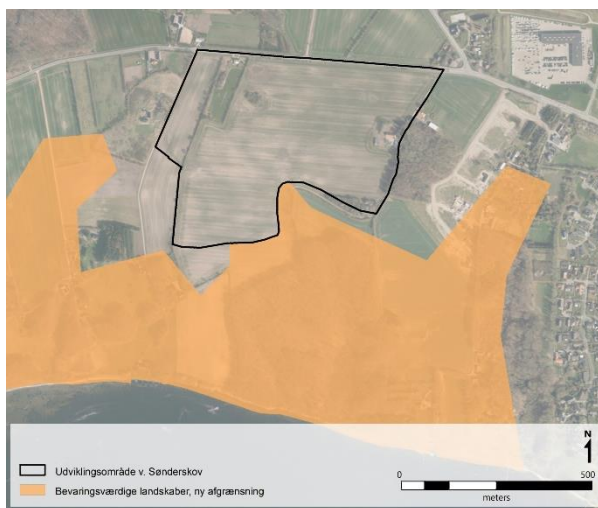 N
Udviklingsområde v. Sønderskov
Bevaringsværdige landskaber, ny afgrænsning
0 500
meters